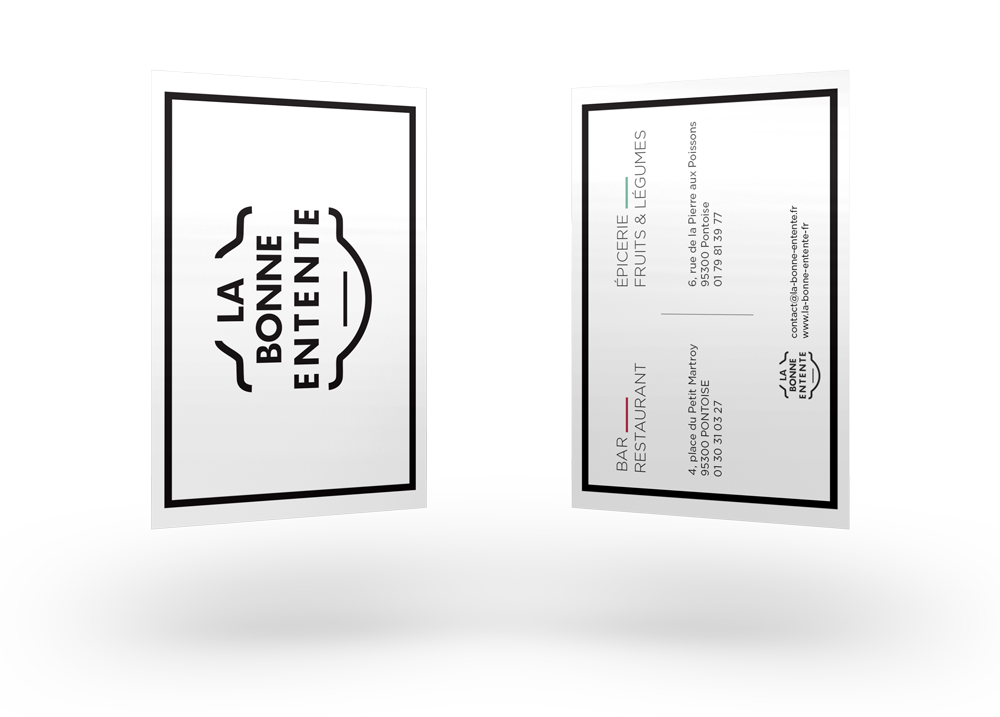 LA
BONNE
ENTENTE
BAR
RESTAURANT
4, place du Petit Martroy
95300 PONTOISE
01 30 31 03 27
ÉPICERIE
FRUITS & LÉGUMES
6, rue de la Pierre aux Poissons
95300 Pontoise
01 79 81 39 77
LA
BONNE
ENTENTE
contact@la-bonne-entente.fr
www.la-bonne-entente-fr